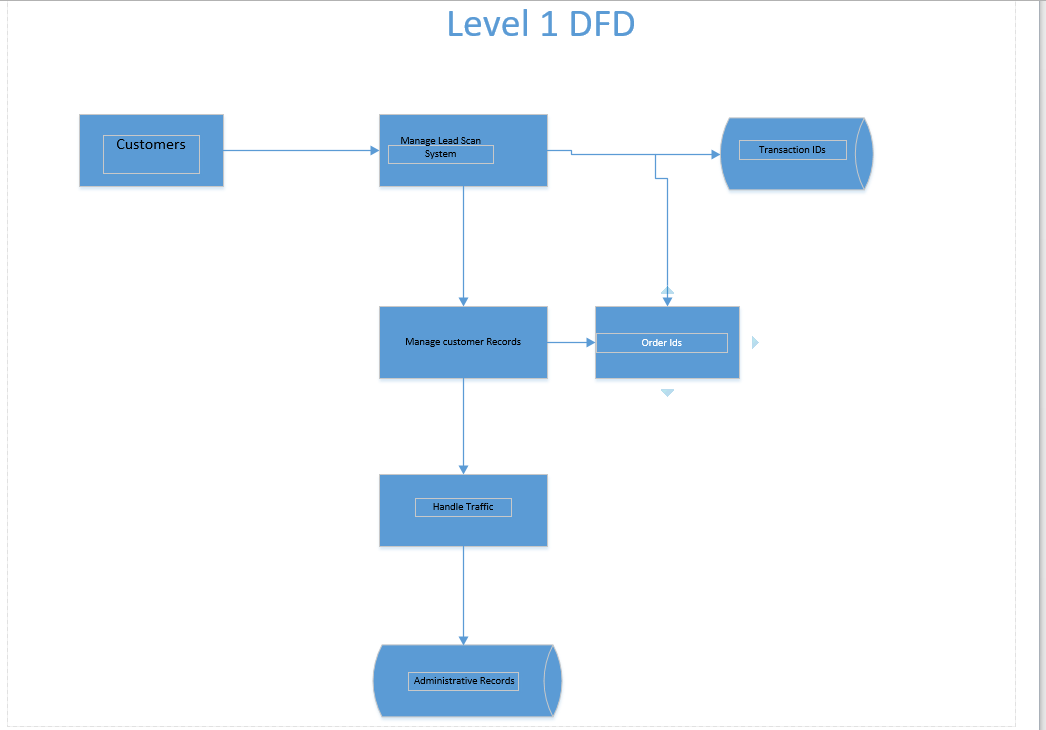 Level 1 DFD
Customers
Manage Lead Scan
System
Transaction IDs
Manage customer Records
Order Ids
Handle Traffic
Administrative Records